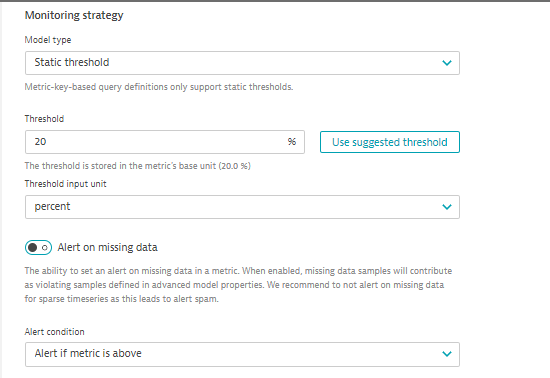 Monitoring strategy
Model type
Static threshold
Metric-key-based query definitions only support static thresholds.
Threshold
20 %
Use suggested threshold
The threshold is stored in the metric's base unit (20.0 %)
Threshold input unit
percent
Alert on missing data
The ability to set an alert on missing data in a metric. When enabled, missing data samples will contribute
as violating samples defined in advanced model properties. We recommend to not alert on missing data
for sparse timeseries as this leads to alert spam.
Alert condition
Alert if metric is above